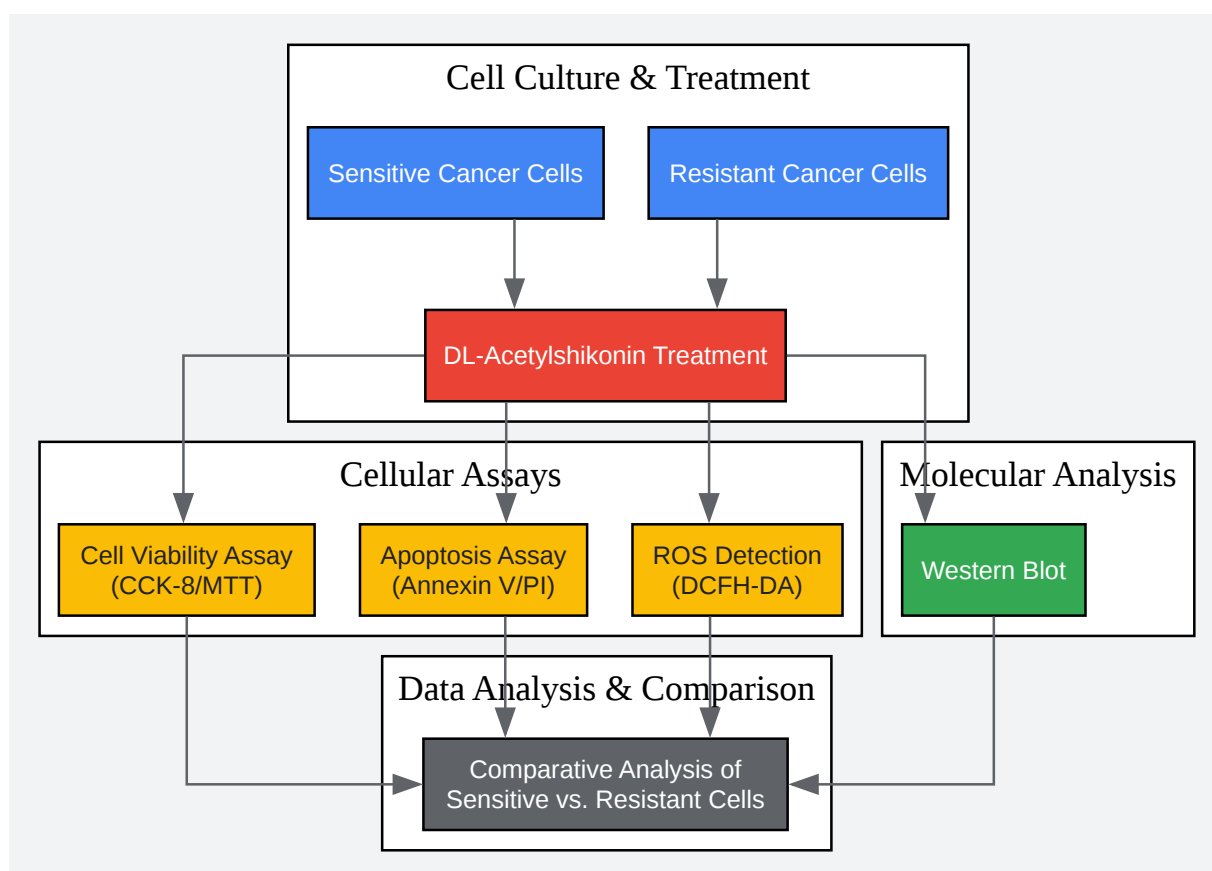 Cell Culture & Treatment
Sensitive Cancer Cells
Resistant Cancer Cells
DL-Acetylshikonin Treatment
Cellular Assays
Molecular Analysis
Cell Viability Assay
(CCK-8/MTT)
Apoptosis Assay
(Annexin V/PI)
ROS Detection
(DCFH-DA)
Western Blot
Data Analysis & Comparison
Comparative Analysis of
Sensitive vs. Resistant Cells